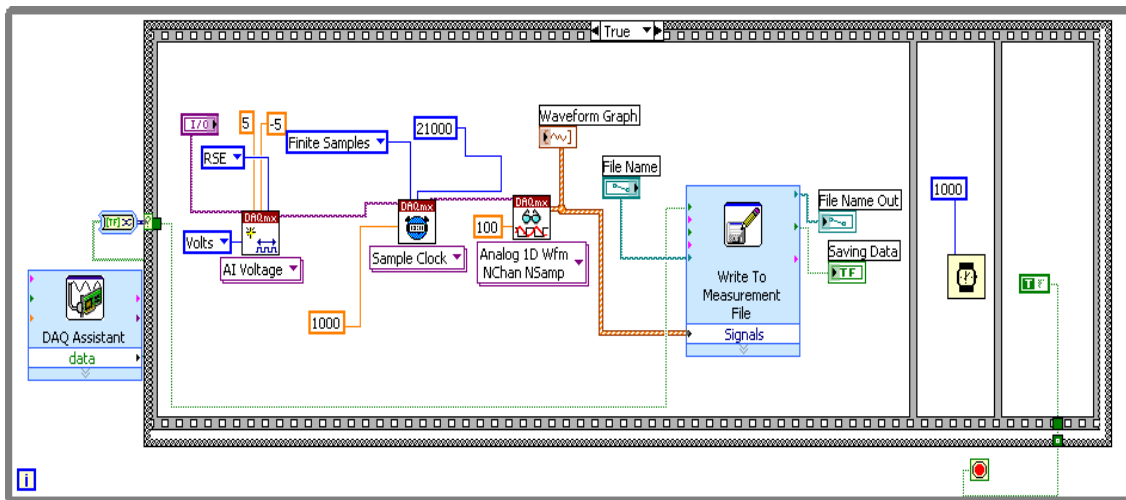 True
Waveform Graph
I/O
5
-5
21000
Finite Samples
File Name
RSE
1000
File Name Out
[TF]
?
DAQmx
DAQmx
DAQmx
100
Saving Data
TF
Volts
AI Voltage
Sample Clock
Analog 1D Wfm
NChan NSamp
Write To
Measurement
File
T F
DAQ Assistant
data
1000
Signals
i